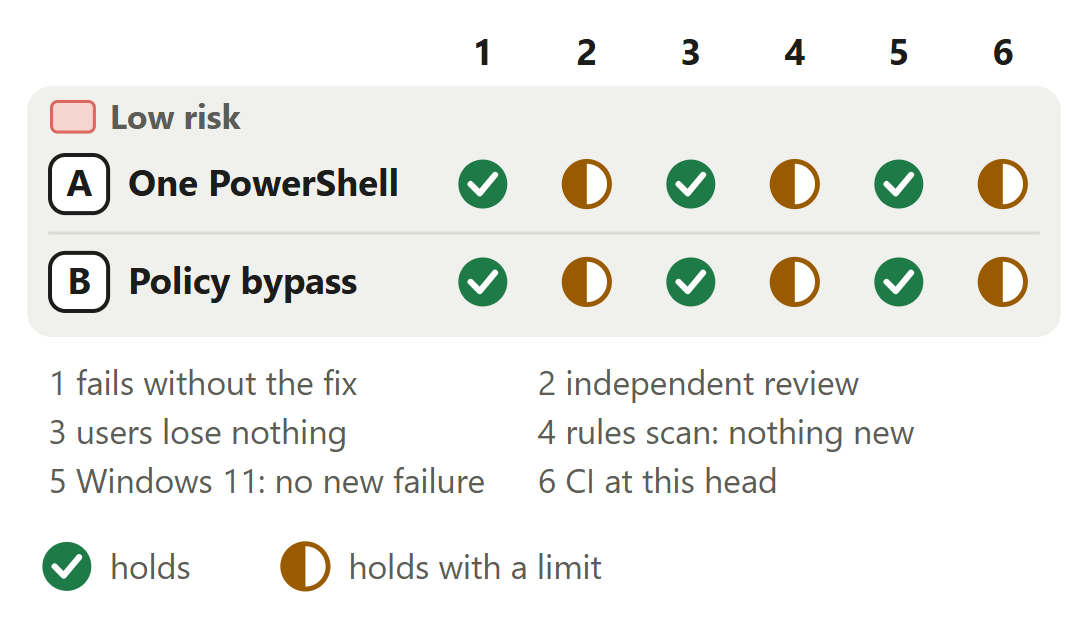 1 2 3 4 5 6
Low risk
A One PowerShell
B Policy bypass
1 fails without the fix
2 independent review
3 users lose nothing
4 rules scan: nothing new
5 Windows 11: no new failure
6 CI at this head
holds
holds with a limit